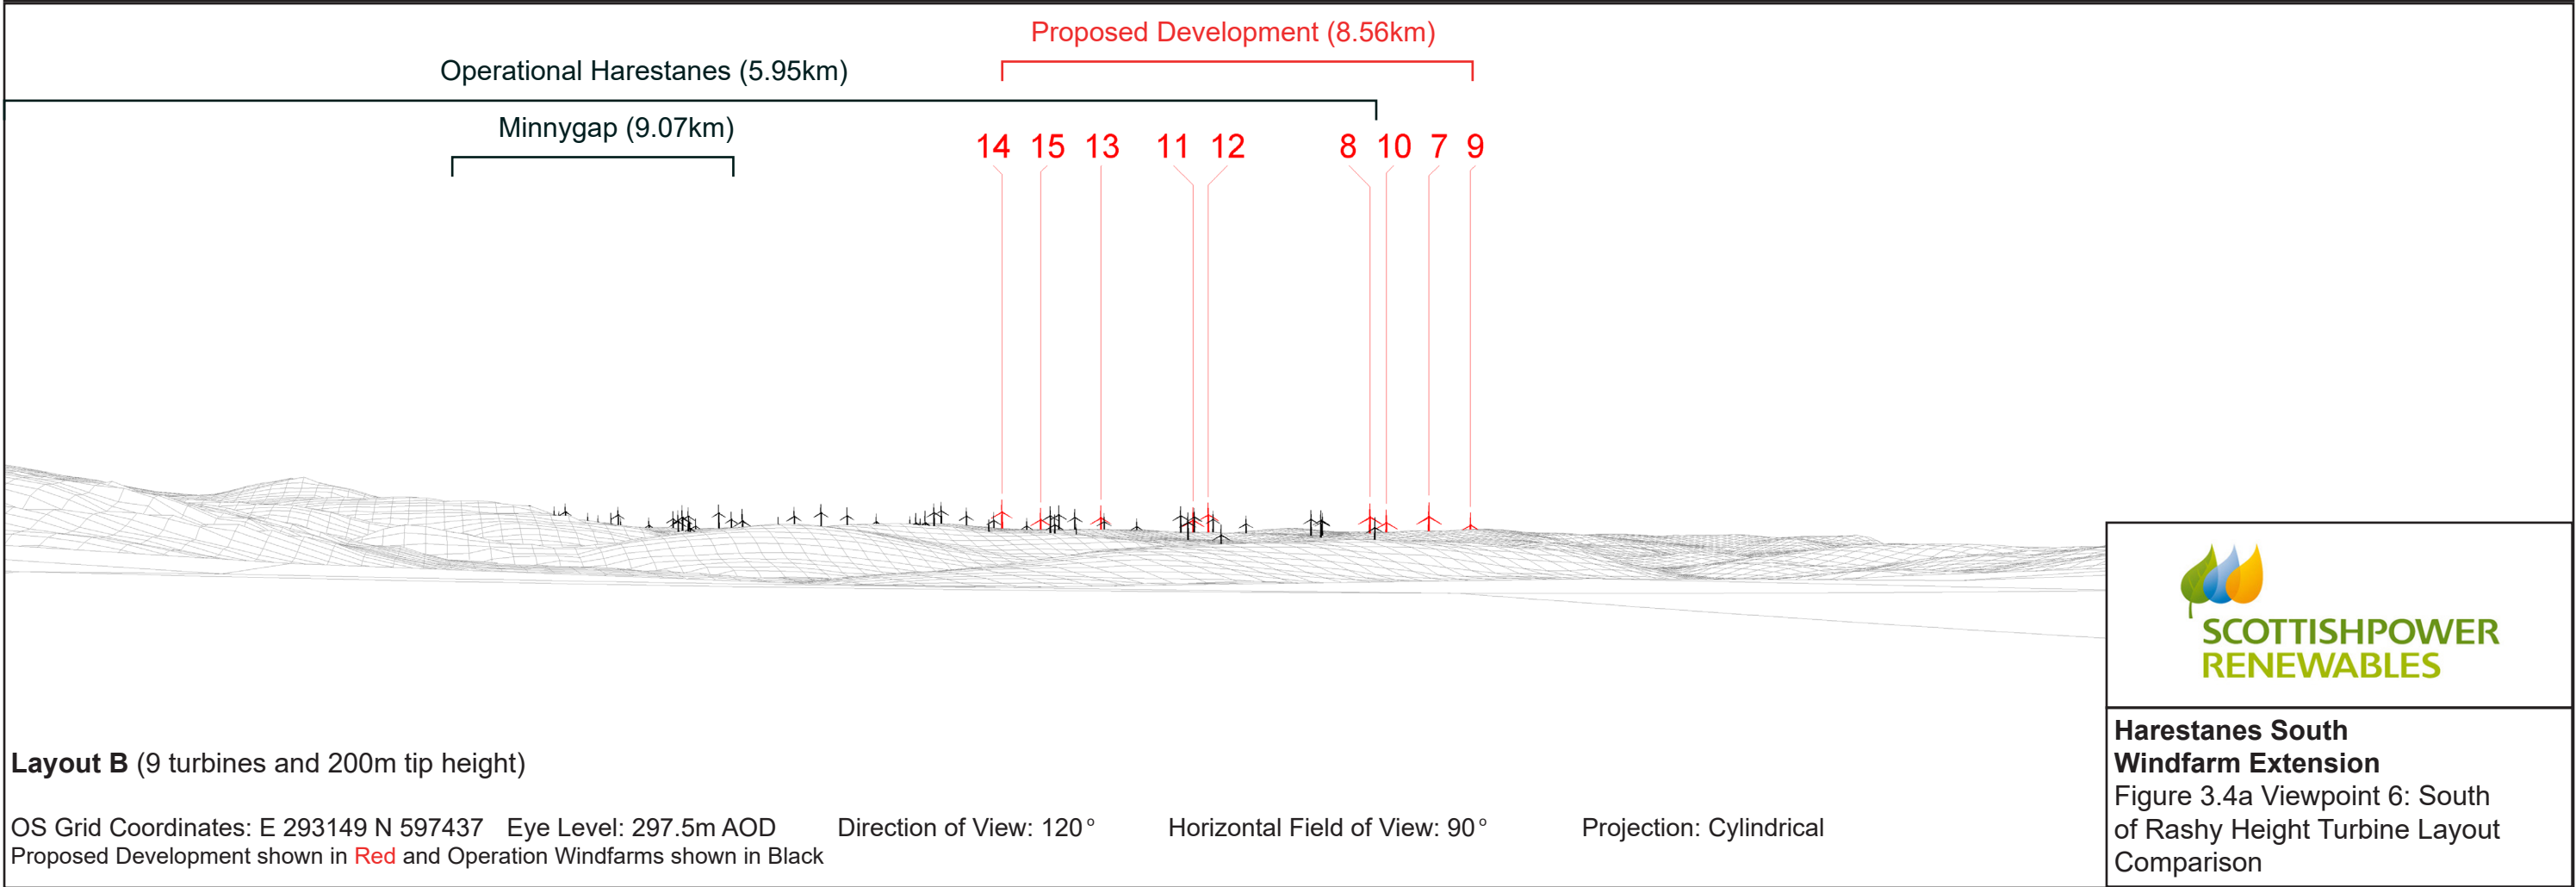 Proposed Development (8.56km)
Operational Harestanes (5.95km)
Minnygap (9.07km)
14 15 13 11 12 8 10 7 9
SCOTTISHPOWER
RENEWABLES
Layout B (9 turbines and 200m tip height)
OS Grid Coordinates: E 293149 N 597437 Eye Level: 297.5m AOD Direction of View: 120° Horizontal Field of View: 90° Projection: Cylindrical
Proposed Development shown in Red and Operation Windfarms shown in Black
Harestanes South
Windfarm Extension
Figure 3.4a Viewpoint 6: South
of Rashy Height Turbine Layout
Comparison